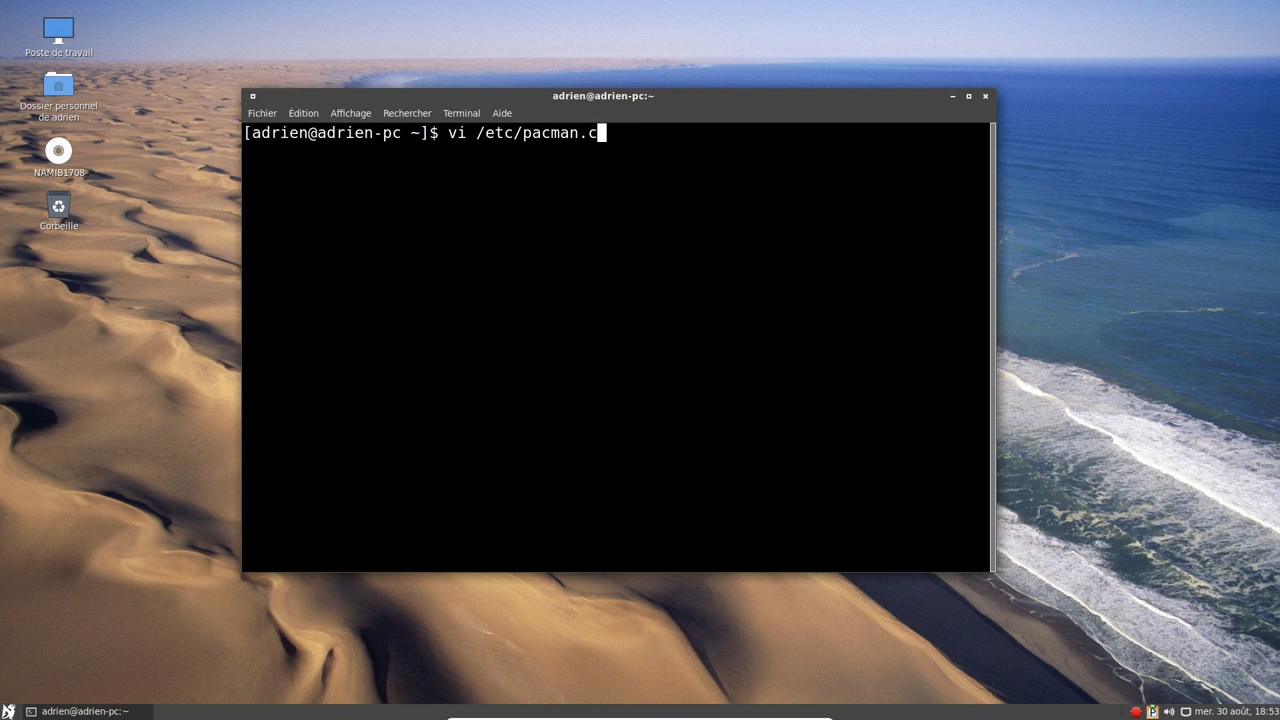 Poste de travail
Dossier personnel
de adrien
NAMIB1708
Corbeille
adrien@adrien-pc:~
Fichier Édition Affichage Rechercher Terminal Aide
[adrien@adrien-pc ~]$ vi /etc/pacman.c
adrien@adrien-pc:~
mer. 30 août, 18:53